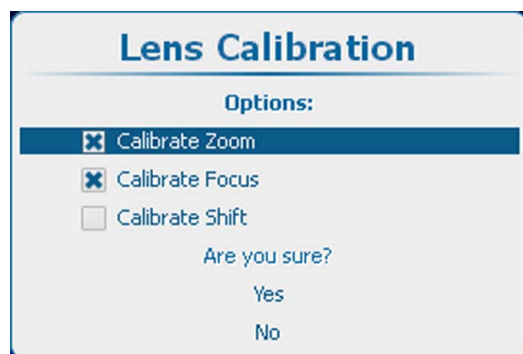 Lens Calibration
Options:
Calibrate Zoom
Calibrate Focus
Calibrate Shift
Are you sure?
Yes
No